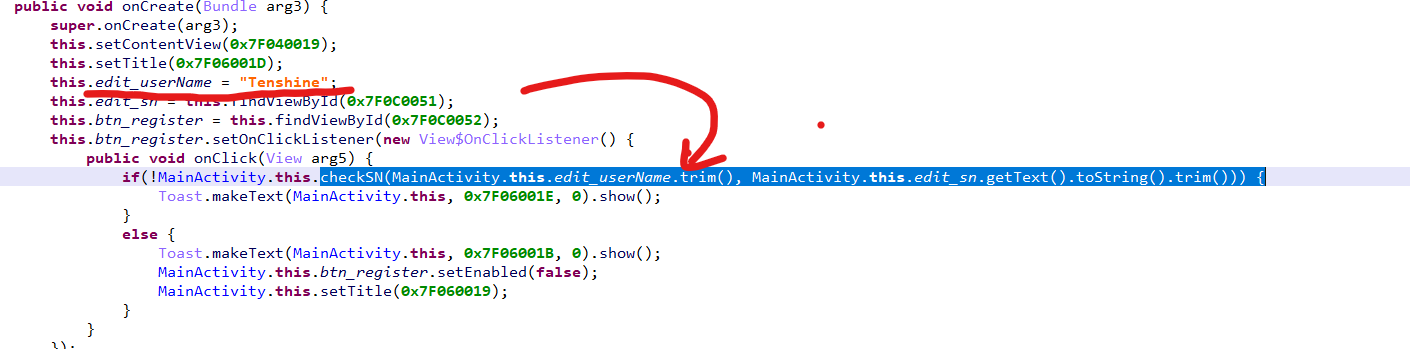 public void onCreate(Bundle arg3) {
super.onCreate(arg3);
this.setContentView(0x7F040019);
this.setTitle(0x7F06001D);
this.edit_userName = "Tenshine";
this.edit_sn = this.findViewById(0x7F0C0051);
this.btn_register = this.findViewById(0x7F0C0052);
this.btn_register.setOnClickListener(new View$OnClickListener() {
public void onClick(View arg5) {
if(!MainActivity.this.checkSN(MainActivity.this.edit_userName.trim(), MainActivity.this.edit_sn.getText().toString().trim())) {
Toast.makeText(MainActivity.this, 0x7F06001E, 0).show();
}
else {
Toast.makeText(MainActivity.this, 0x7F06001B, 0).show();
MainActivity.this.btn_register.setEnabled(false);
MainActivity.this.setTitle(0x7F060019);
}
}
});